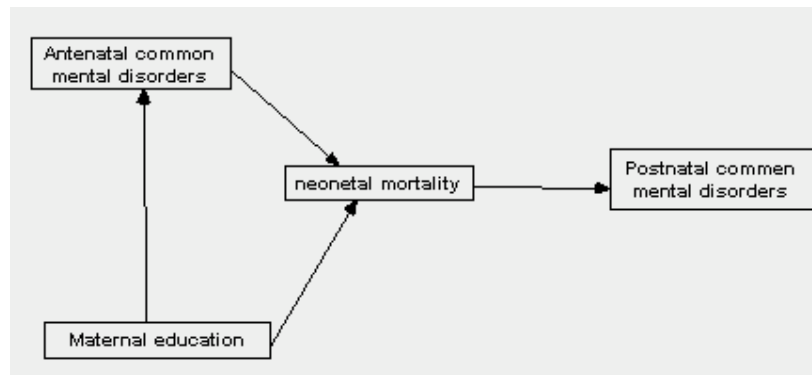 Antenatal common
mental disorders
neonetal mortality
Postnatal commen
mental disorders
Maternal education